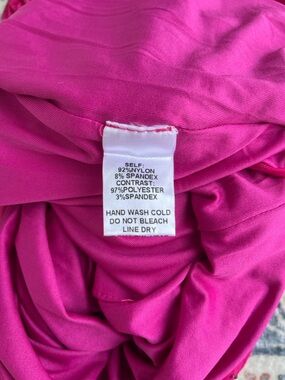 SELF:
92%NYLON
8% SPANDEX
CONTRAST:
97%POLYESTER
3%SPANDEX
HAND WASH COLD
DO NOT BLEACH
LINE DRY